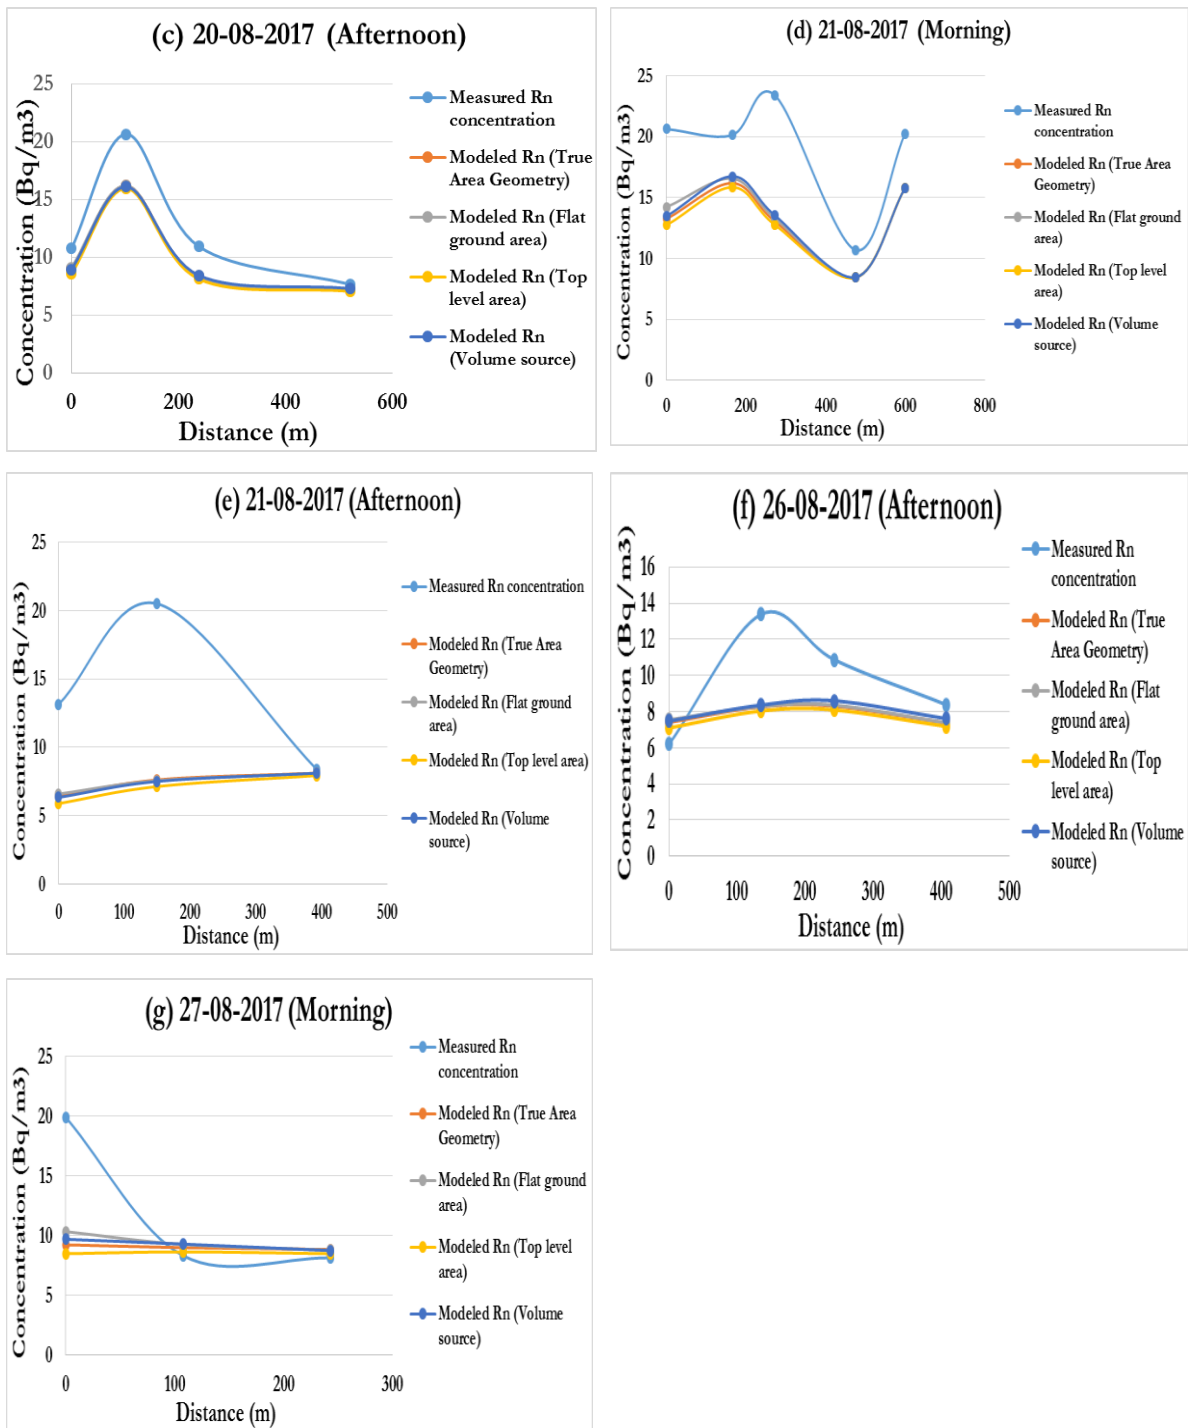 (c) 20-08-2017 (Afternoon)
Concentration (Bq/m3)
25
20
15
10
5
0
0 200 400 600
Distance (m)
Measured Rn
concentration
Modeled Rn (True
Area Geometry)
Modeled Rn (Flat
ground area)
Modeled Rn (Top
level area)
Modeled Rn
(Volume source)
(d) 21-08-2017 (Morning)
Concentration (Bq/m3)
25
20
15
10
5
0
0 200 400 600 800
Distance (m)
Measured Rn
concentration
Modeled Rn (True Area
Geometry)
Modeled Rn (Flat ground
area)
Modeled Rn (Top level
area)
Modeled Rn (Volume
source)
(e) 21-08-2017 (Afternoon)
Concentration (Bq/m3)
25
20
15
10
5
0
0 100 200 300 400 500
Distance (m)
Measured Rn concentration
Modeled Rn (True Area
Geometry)
Modeled Rn (Flat ground
area)
Modeled Rn (Top level area)
Modeled Rn (Volume
source)
(f) 26-08-2017 (Afternoon)
Concentration (Bq/m3)
16
14
12
10
8
6
4
2
0
0 100 200 300 400 500
Distance (m)
Measured Rn
concentration
Modeled Rn (True
Area Geometry)
Modeled Rn (Flat
ground area)
Modeled Rn (Top
level area)
Modeled Rn (Volume
source)
(g) 27-08-2017 (Morning)
Concentration (Bq/m3)
25
20
15
10
5
0
0 100 200 300
Distance (m)
Measured Rn
concentration
Modeled Rn (True Area
Geometry)
Modeled Rn (Flat ground
area)
Modeled Rn (Top level
area)
Modeled Rn (Volume
source)